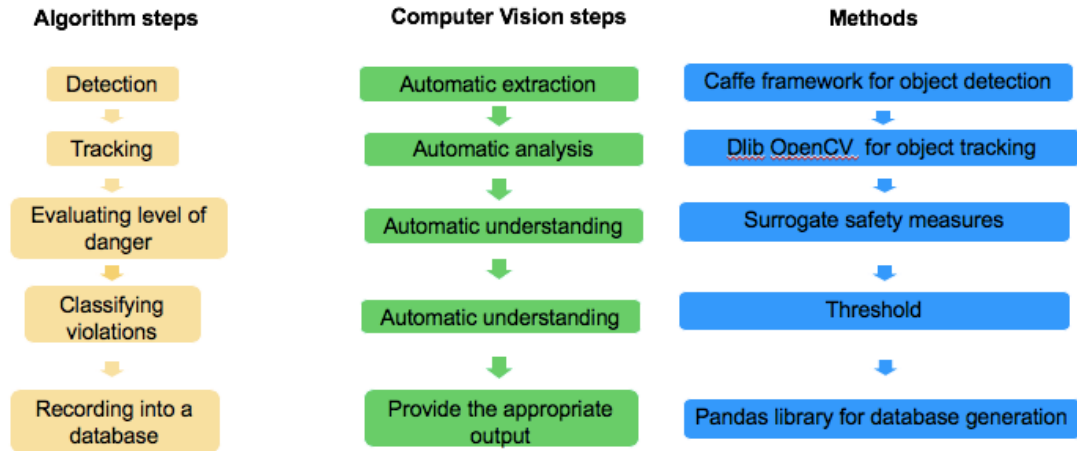 Algorithm steps
Computer Vision steps
Methods
Detection
Automatic extraction
Caffe framework for object detection
Tracking
Automatic analysis
Dlib OpenCV for object tracking
Evaluating level of
danger
Automatic understanding
Surrogate safety measures
Classifying
violations
Automatic understanding
Threshold
Recording into a
database
Provide the appropriate
output
Pandas library for database generation